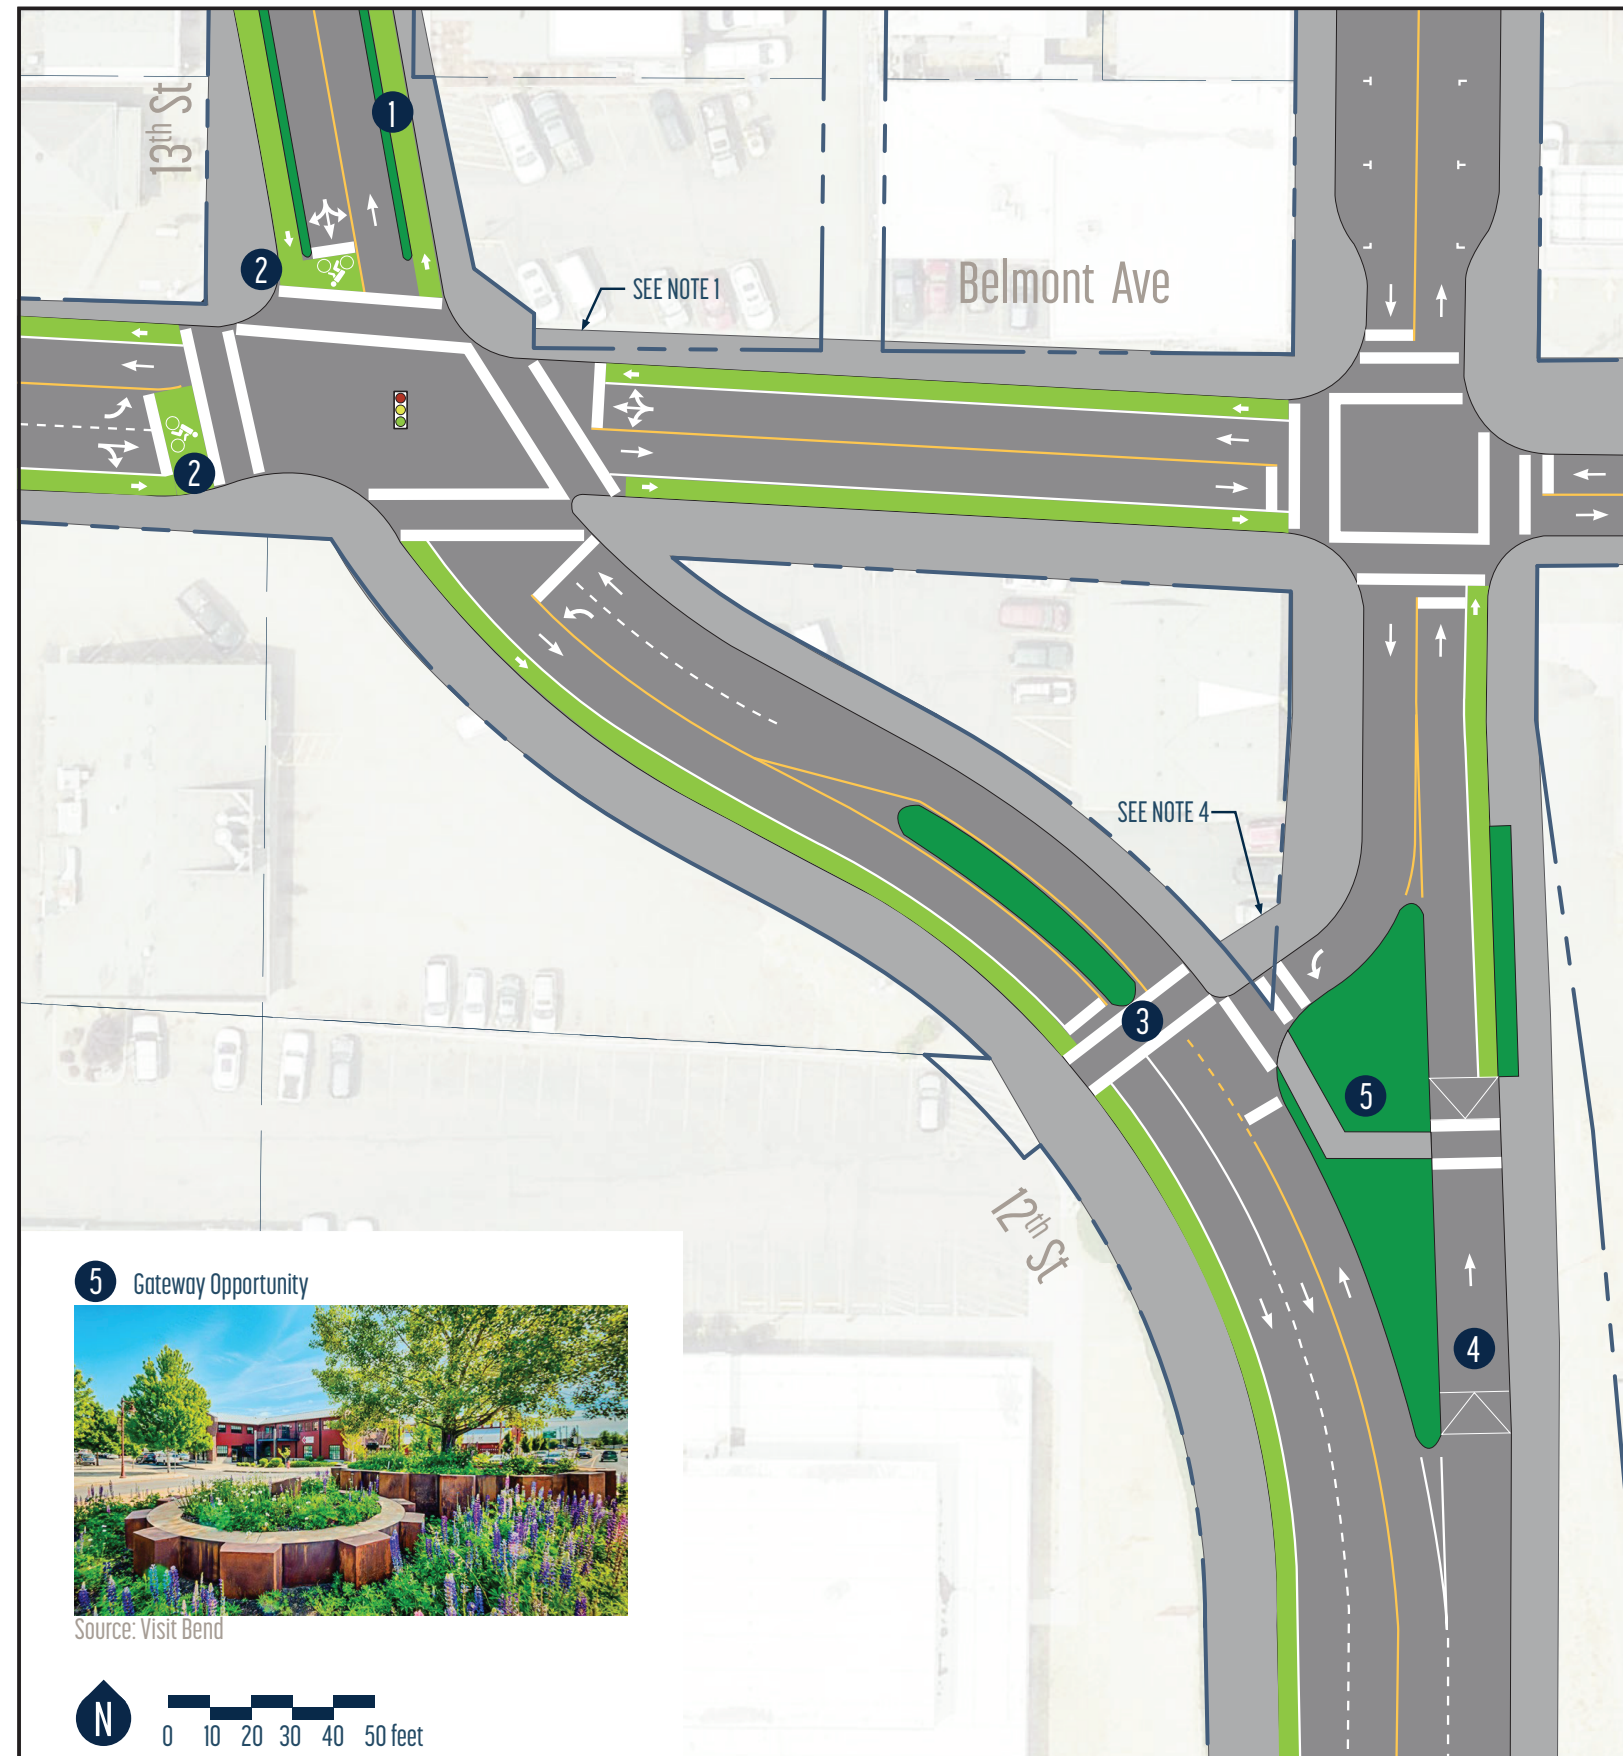 13th St
1
2
SEE NOTE 1
Belmont Ave
2
SEE NOTE 4
3
5
12th St
4
5 Gateway Opportunity
Source: Visit Bend
N
0 10 20 30 40 50 feet